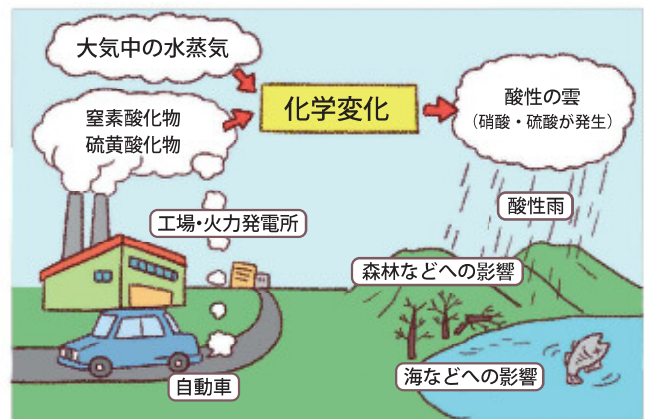 大気中の水蒸気
窒素酸化物
硫黄酸化物
化学変化
酸性の雲
（硝酸・硫酸が発生）
酸性雨
工場・火力発電所
森林などへの影響
海などへの影響
自動車